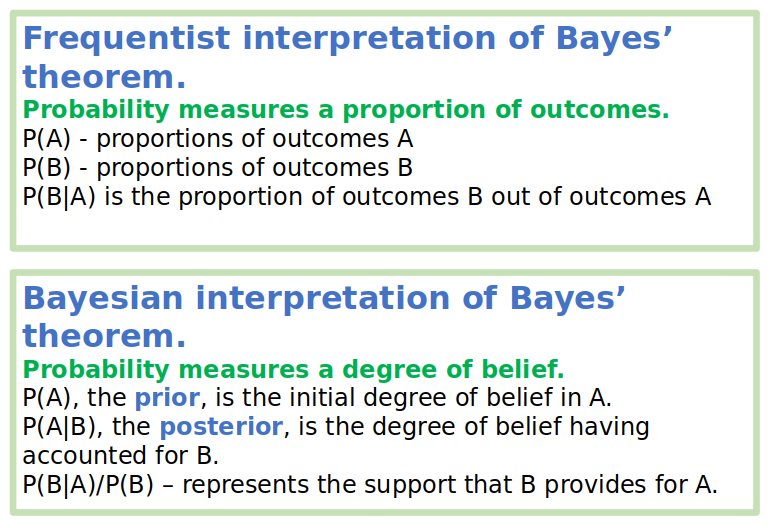 Frequentist interpretation of Bayes’
theorem.
Probability measures a proportion of outcomes.
P(A) - proportions of outcomes A
P(B) - proportions of outcomes B
P(B|A) is the proportion of outcomes B out of outcomes A
Bayesian interpretation of Bayes’
theorem.
Probability measures a degree of belief.
P(A), the prior, is the initial degree of belief in A.
P(A|B), the posterior, is the degree of belief having
accounted for B.
P(B|A)/P(B) – represents the support that B provides for A.